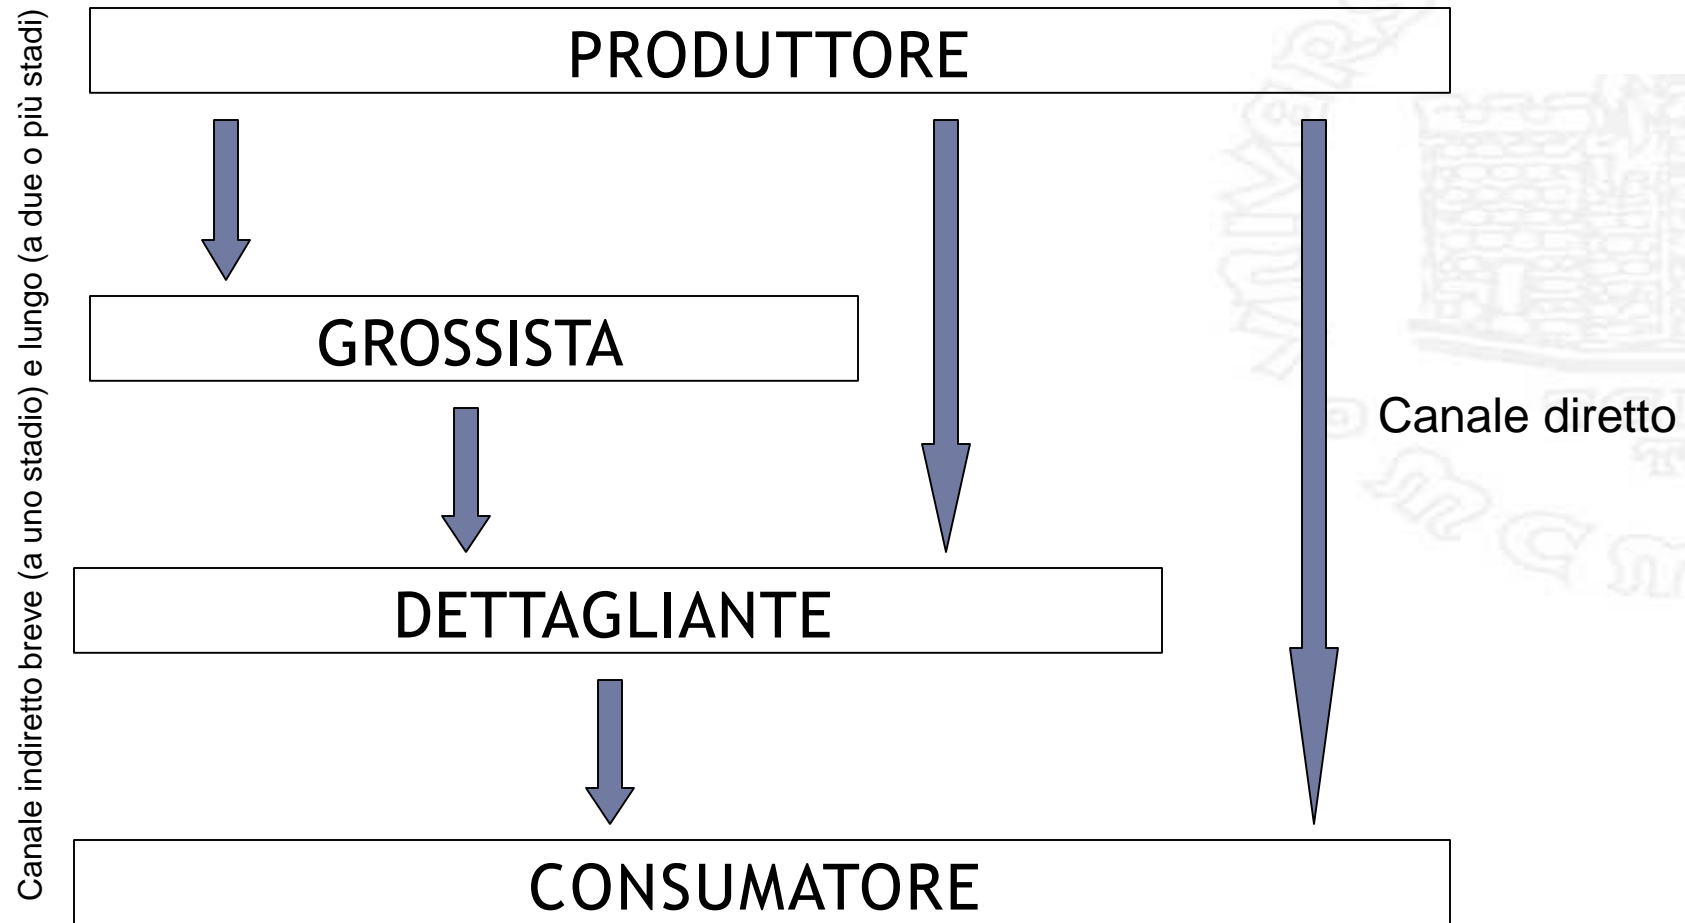 Canale indiretto breve (a uno stadio) e lungo (a due o più stadi)
PRODUTTORE
GROSSISTA
Canale diretto
DETTAGLIANTE
CONSUMATORE